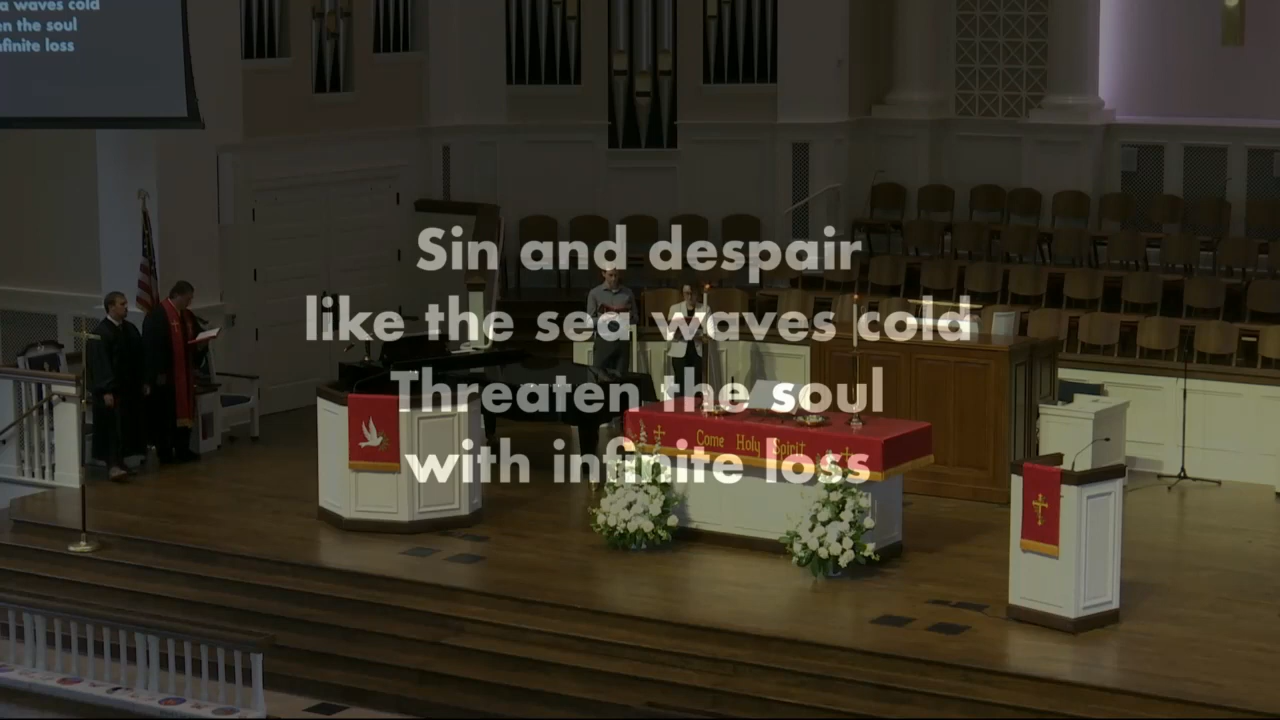 a waves cold
en the soul
nfinite loss
Sin and despair
like the sea waves cold
Threaten the soul
with infinite loss
Come Holy Spirit